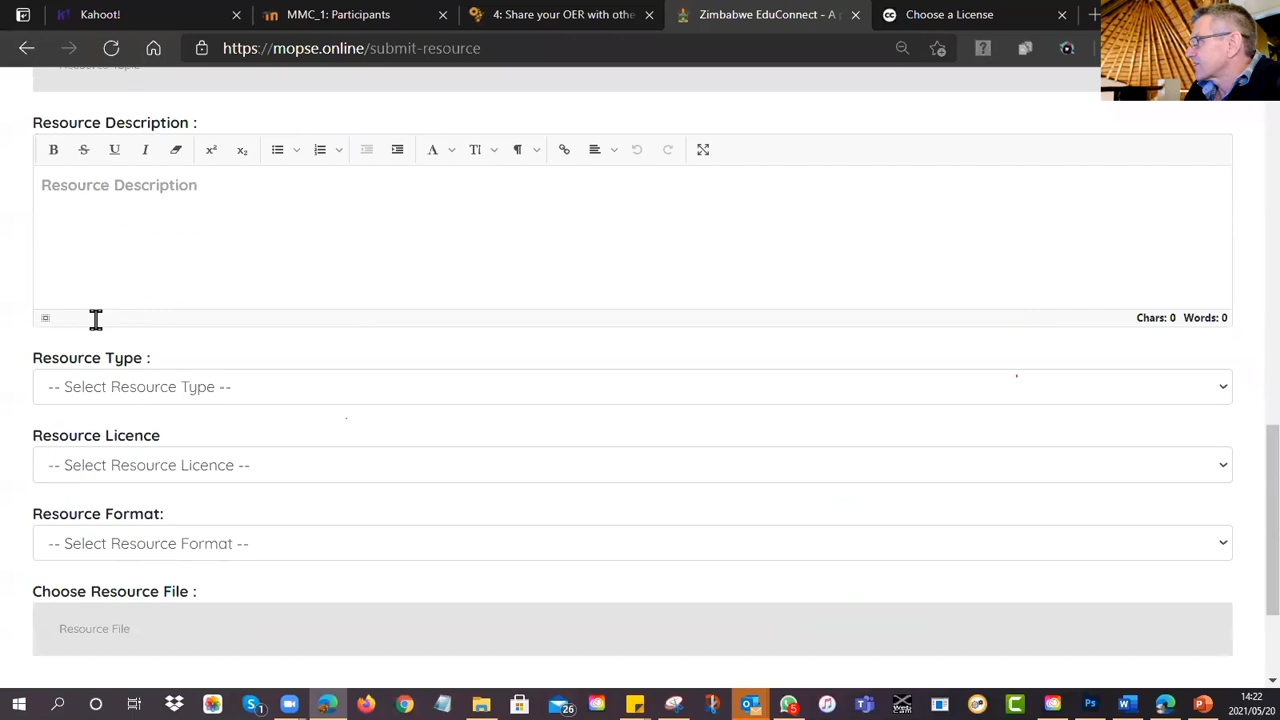 Kahoot!
MMC_1: Participants
4: Share your OER with othe
Zimbabwe EduConnect - A p
Choose a License
https://mopse.online/submit-resource
Resource Description :
Resource Description
Chars: 0 Words: 0
Resource Type :
-- Select Resource Type --
Resource Licence
-- Select Resource Licence --
Resource Format:
-- Select Resource Format --
Choose Resource File :
Resource File
14:22
2021/05/20